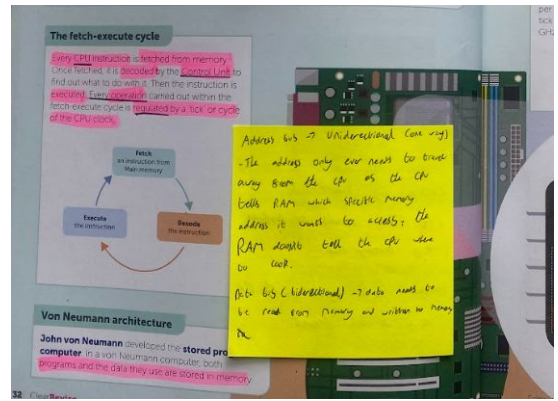 The fetch-execute cycle
Every CPU instruction is fetched from memory.
Once fetched, it is decoded by the Control Unit to
find out what to do with it. Then the instruction is
executed. Every operation carried out within the
fetch-execute cycle is regulated by a 'tick' or cycle
of the CPU clock.
Fetch
an instruction from
Main memory
Execute
the instruction
Decode
the instruction
Address bus → Unidirectional (one way)
-The address only ever needs to travel
away from the cpu as the cpu
tells RAM which specific memory
address it wants to access, the
RAM doesn't tell the cpu where
to look.
Data bus (bidirectional) → data needs to
be read from memory and written to memory
Von Neumann architecture
John von Neumann developed the stored
computer in a von Neumann computer, both
programs and the data they use are stored in memory
32 ClearRevise
per
tick
GHz